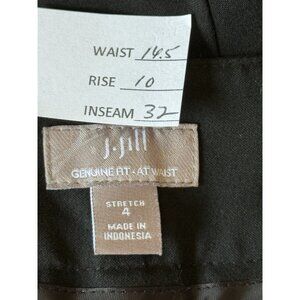 WAIST 14.5
RISE 10
INSEAM 32
J.Jill
GENUINE FIT · AT WAIST
STRETCH
4
MADE IN
INDONESIA